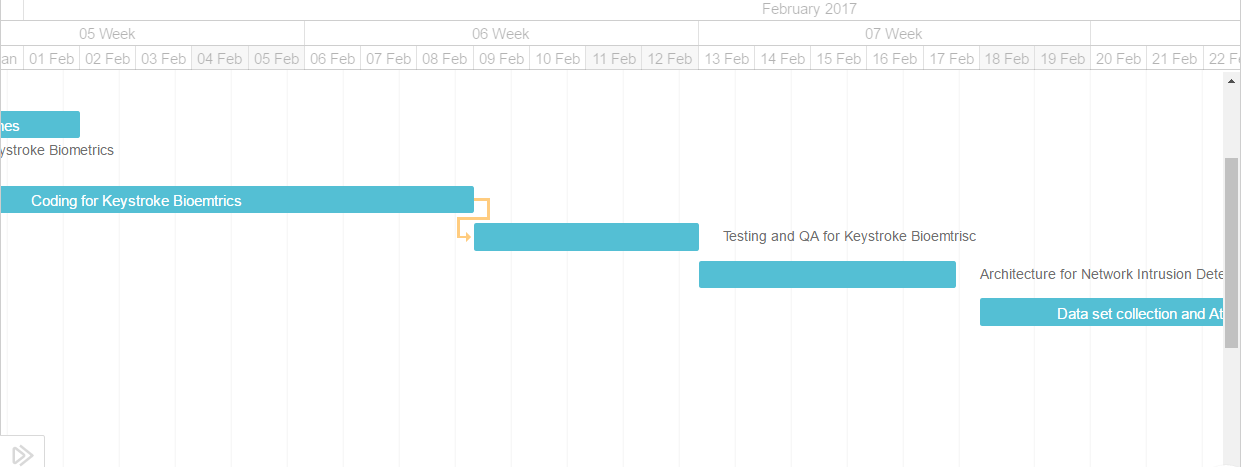 February 2017
05 Week 06 Week 07 Week
an 01 Feb 02 Feb 03 Feb 04 Feb 05 Feb 06 Feb 07 Feb 08 Feb 09 Feb 10 Feb 11 Feb 12 Feb 13 Feb 14 Feb 15 Feb 16 Feb 17 Feb 18 Feb 19 Feb 20 Feb 21 Feb 22 F
nes
ystroke Biometrics
Coding for Keystroke Bioemtrics
Testing and QA for Keystroke Bioemtrisc
Architecture for Network Intrusion Dete
Data set collection and At